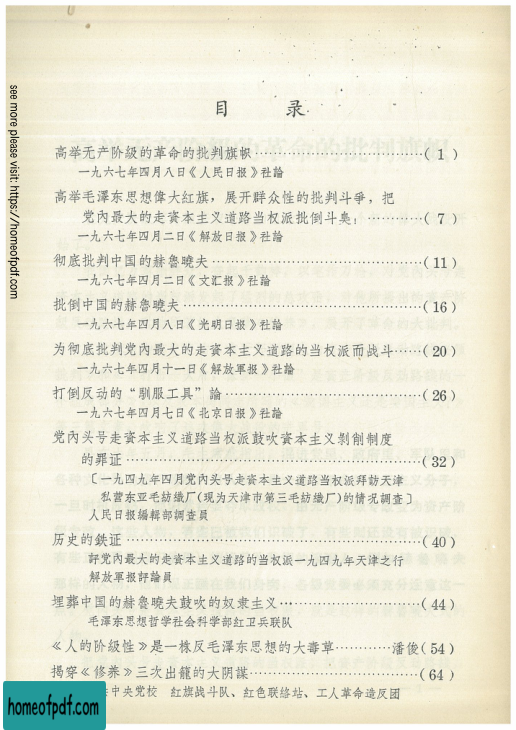 目 录
高举无产阶级的革命的批判旗帜……………………(1)
一九六七年四月八日《人民日报》社論
高举毛澤东思想偉大紅旗，展开群众性的批判斗爭，把
党內最大的走資本主义道路当权派批倒斗臭！……(7)
一九六七年四月二日《解放日报》社論
彻底批判中国的赫魯曉夫……………………(11)
一九六七年四月二日《文汇报》社論
批倒中国的赫魯曉夫……………………(16)
一九六七年四月八日《光明日报》社論
为彻底批判党內最大的走資本主义道路的当权派而战斗……(20)
一九六七年四月十一日《解放军报》社論
打倒反动的“馴服工具”論……………………(26)
一九六七年四月七日《北京日报》社論
党內头号走資本主义道路当权派鼓吹資本主义剝削制度
的罪证……………………(32)
〔一九四九年四月党內头号走資本主义道路当权派拜訪天津
私营东亚毛紡織厂(现为天津市第三毛紡織厂)的情况調查〕
人民日报編輯部調查員
历史的鉄证……………………(40)
評党內最大的走資本主义道路的当权派一九四九年天津之行
解放軍报評論員
埋葬中国的赫魯曉夫鼓吹的奴隶主义……………………(44)
毛澤东思想哲学社会科学部紅卫兵联队
《人的阶级性》是一株反毛澤东思想的大毒草…………潘俊(54)
揭穿《修养》三次出籠的大阴謀……………………(64)
中央党校 紅旗战斗队、紅色联絡站、工人革命造反团
see more please visit: https://homeofpdf.com
homeofpdf.com